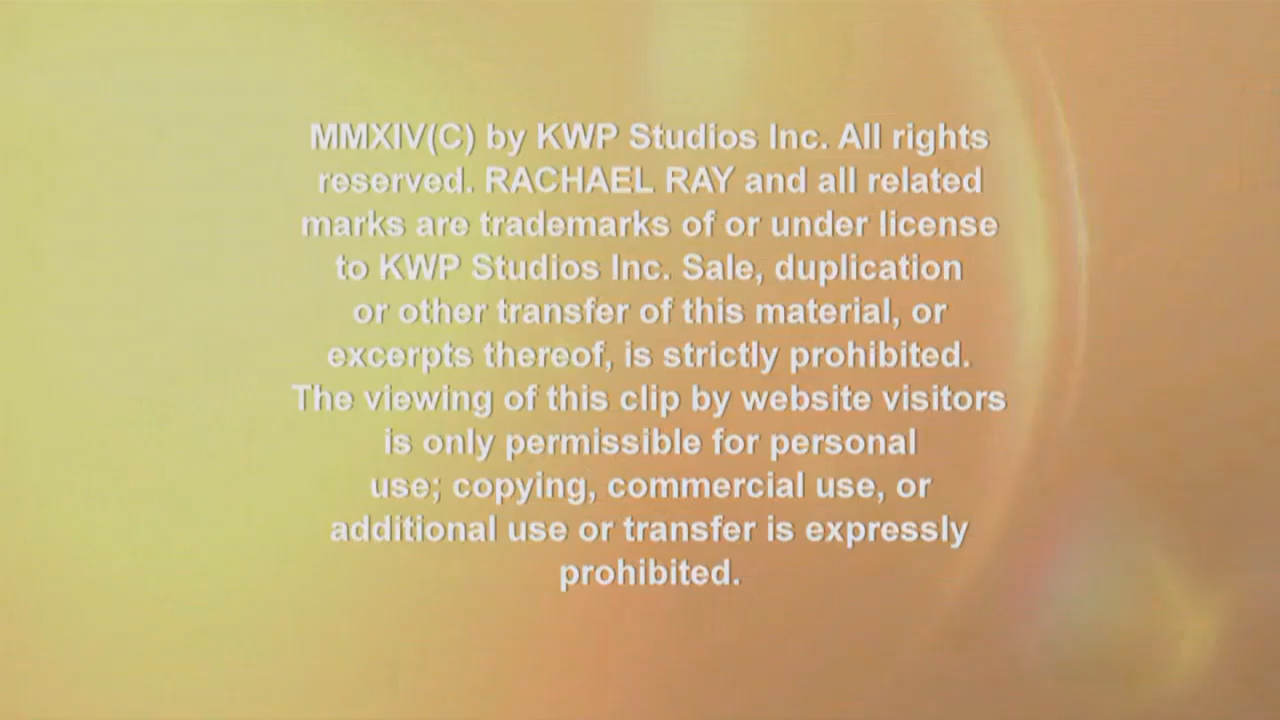 MMXIV(C) by KWP Studios Inc. All rights
reserved. RACHAEL RAY and all related
marks are trademarks of or under license
to KWP Studios Inc. Sale, duplication
or other transfer of this material, or
excerpts thereof, is strictly prohibited.
The viewing of this clip by website visitors
is only permissible for personal
use; copying, commercial use, or
additional use or transfer is expressly
prohibited.